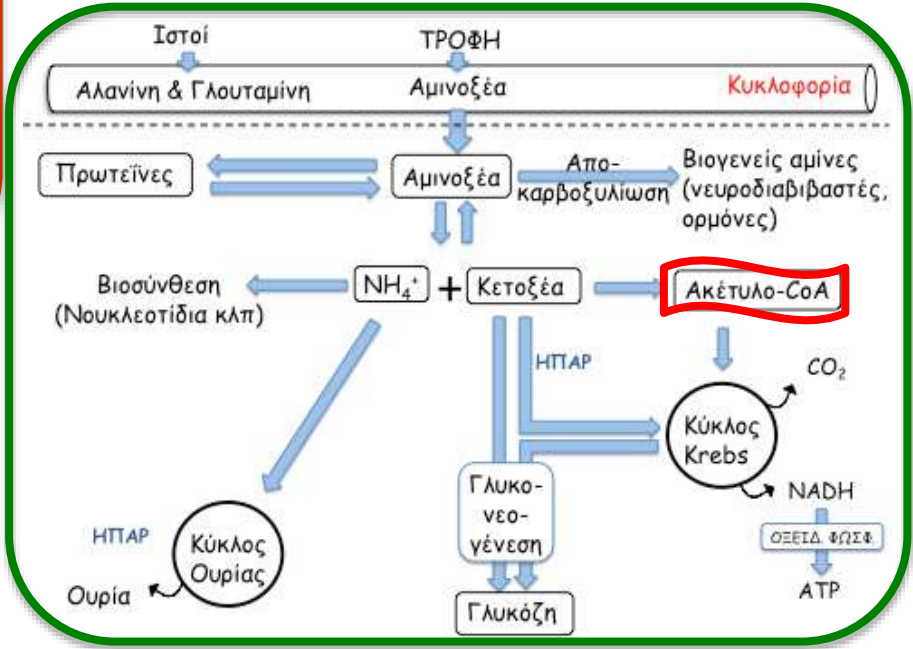 Ιστοί
ΤΡΟΦΗ
Αλανίνη & Γλουταμίνη
Αμινοξέα
Κυκλοφορία
Πρωτεΐνες
Αμινοξέα
Απο-
καρβοξυλίωση
Βιογενείς αμίνες
(νευροδιαβιβαστές,
ορμόνες)
Βιοσύνθεση
(Νουκλεοτίδια κλπ)
NH₄⁺
+
Κετοξέα
Ακέτυλο-CoA
ΗΠΑΡ
CO₂
Κύκλος
Krebs
NADH
Γλυκο-
νεο-
γένεση
ΟΞΕΙΔ. ΦΩΣΦ.
ATP
ΗΠΑΡ
Κύκλος
Ουρίας
Ουρία
Γλυκόζη